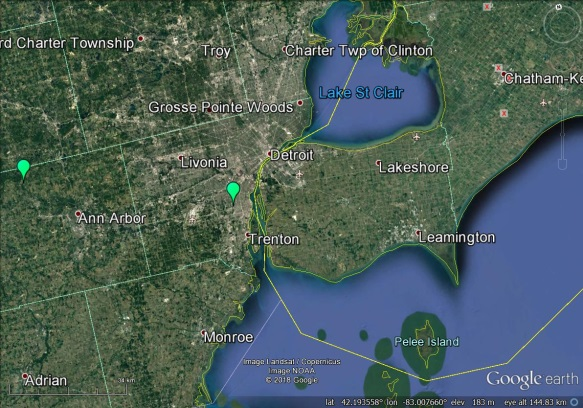 rd Charter Township
Troy
Charter Twp of Clinton
Lake St Clair
Chatham-Ke
Grosse Pointe Woods
Livonia
Detroit
Lakeshore
Ann Arbor
Trenton
Leamington
Monroe
Pelee Island
Image Landsat / Copernicus
Image NOAA
© 2018 Google
Adrian
34 km
Google earth
lat 42.193558° lon -83.007660° elev 183 m eye alt 144.83 km